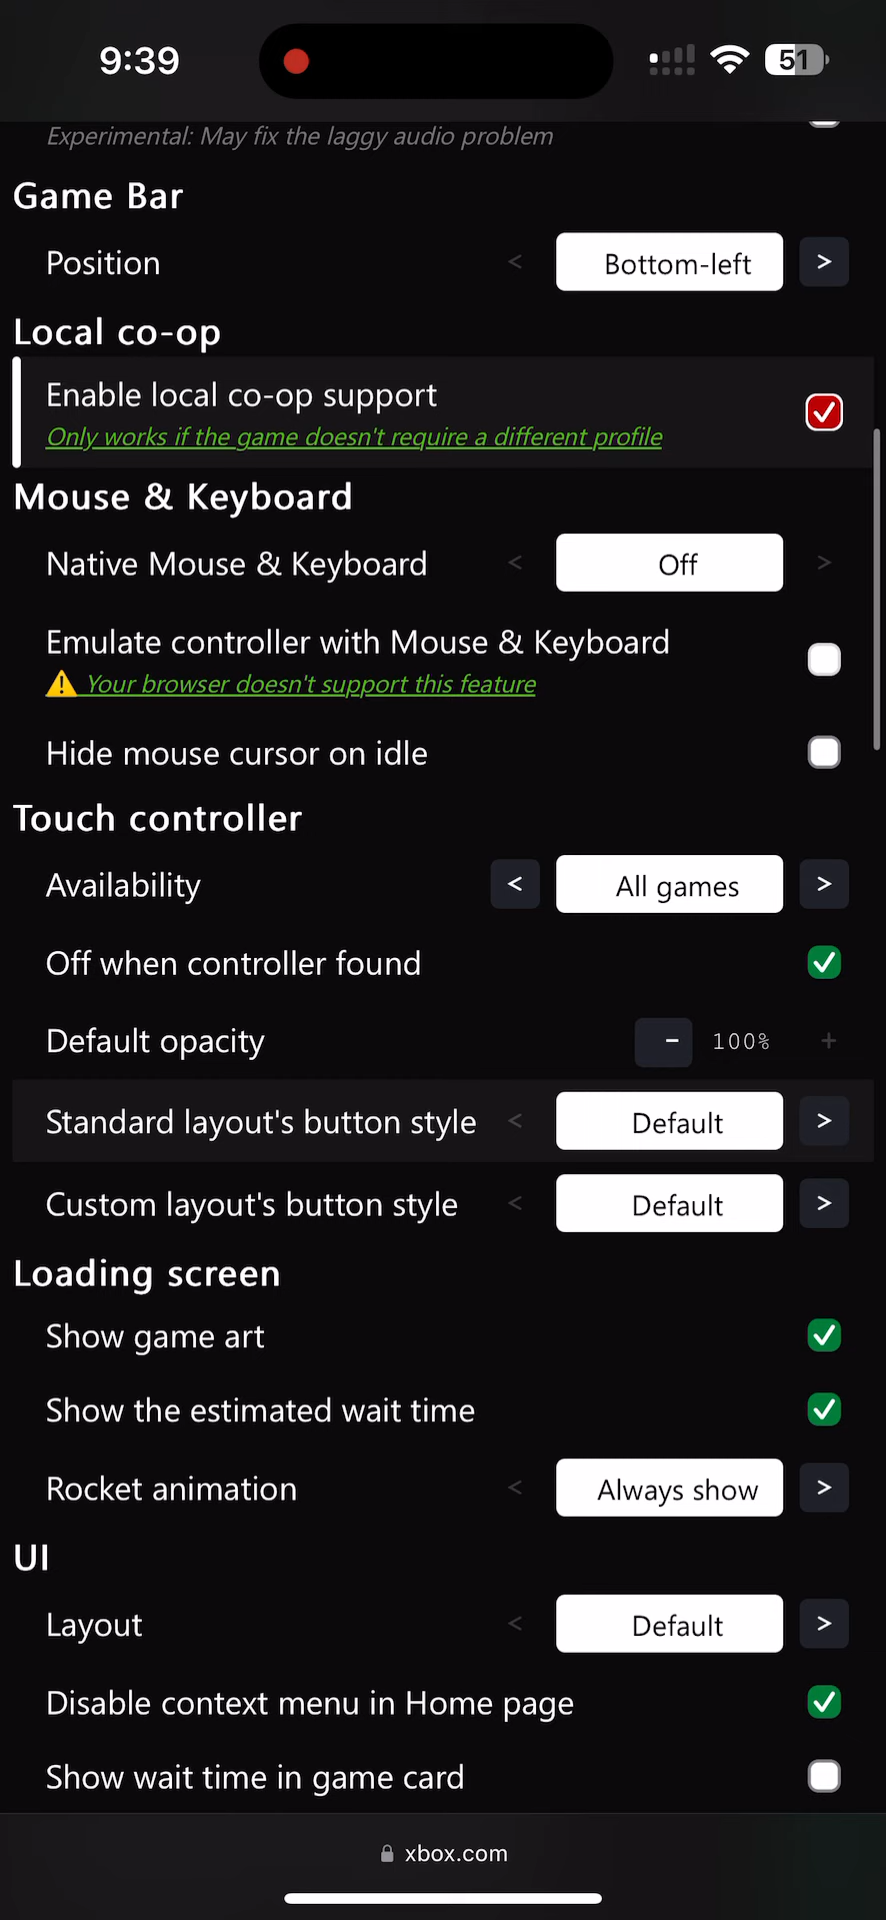 9:39
51
Experimental: May fix the laggy audio problem
Game Bar
Position < Bottom-left >
Local co-op
Enable local co-op support
Only works if the game doesn't require a different profile
Mouse & Keyboard
Native Mouse & Keyboard < Off >
Emulate controller with Mouse & Keyboard
⚠️ Your browser doesn't support this feature
Hide mouse cursor on idle
Touch controller
Availability < All games >
Off when controller found
Default opacity - 100% +
Standard layout's button style < Default >
Custom layout's button style < Default >
Loading screen
Show game art
Show the estimated wait time
Rocket animation < Always show >
UI
Layout < Default >
Disable context menu in Home page
Show wait time in game card
xbox.com